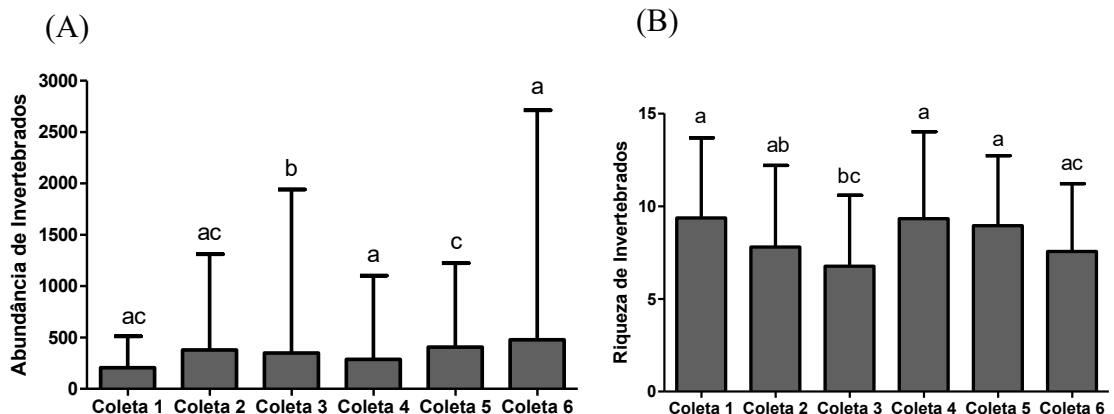 (A)
Abundância de Invertebrados
3000
2500
2000
1500
1000
500
0
ac
ac
b
a
c
a
Coleta 1 Coleta 2 Coleta 3 Coleta 4 Coleta 5 Coleta 6
(B)
Riqueza de Invertebrados
15
10
5
0
a
ab
bc
a
a
ac
Coleta 1 Coleta 2 Coleta 3 Coleta 4 Coleta 5 Coleta 6